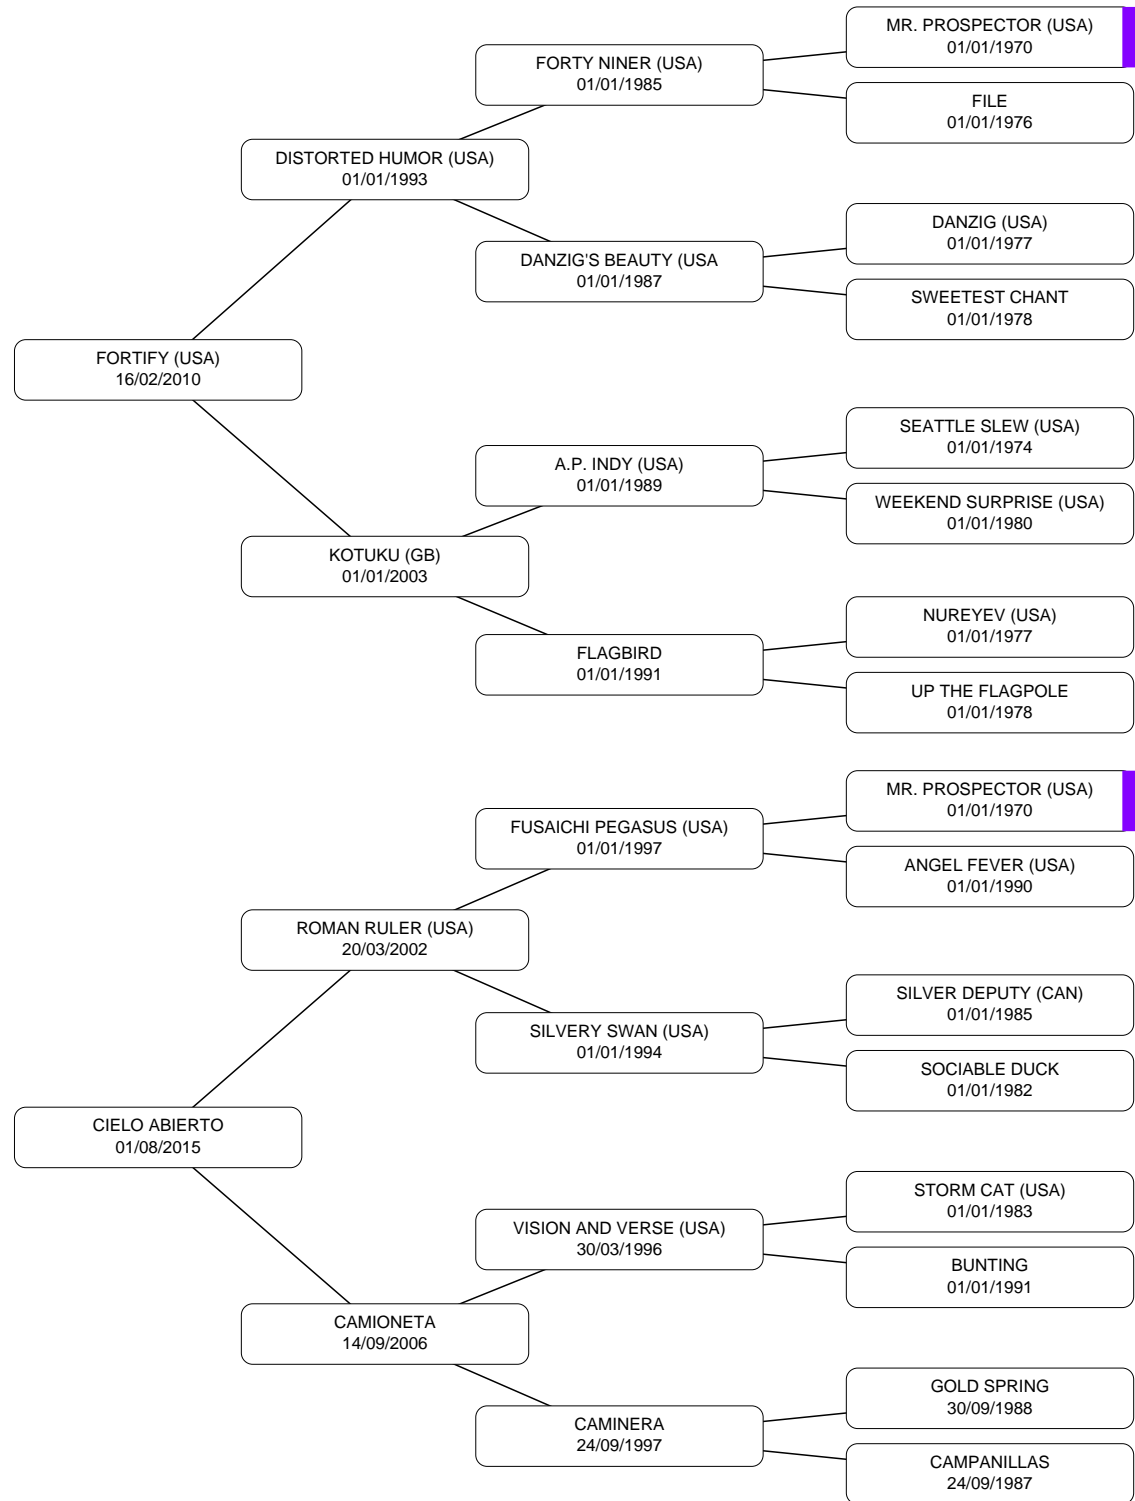 MR. PROSPECTOR (USA)
01/01/1970
FORTY NINER (USA)
01/01/1985
FILE
01/01/1976
DISTORTED HUMOR (USA)
01/01/1993
DANZIG (USA)
01/01/1977
DANZIG'S BEAUTY (USA
01/01/1987
SWEETEST CHANT
01/01/1978
FORTIFY (USA)
16/02/2010
SEATTLE SLEW (USA)
01/01/1974
A.P. INDY (USA)
01/01/1989
WEEKEND SURPRISE (USA)
01/01/1980
KOTUKU (GB)
01/01/2003
NUREYEV (USA)
01/01/1977
FLAGBIRD
01/01/1991
UP THE FLAGPOLE
01/01/1978
MR. PROSPECTOR (USA)
01/01/1970
FUSAICHI PEGASUS (USA)
01/01/1997
ANGEL FEVER (USA)
01/01/1990
ROMAN RULER (USA)
20/03/2002
SILVER DEPUTY (CAN)
01/01/1985
SILVERY SWAN (USA)
01/01/1994
SOCIABLE DUCK
01/01/1982
CIELO ABIERTO
01/08/2015
STORM CAT (USA)
01/01/1983
VISION AND VERSE (USA)
30/03/1996
BUNTING
01/01/1991
CAMIONETA
14/09/2006
GOLD SPRING
30/09/1988
CAMINERA
24/09/1997
CAMPANILLAS
24/09/1987